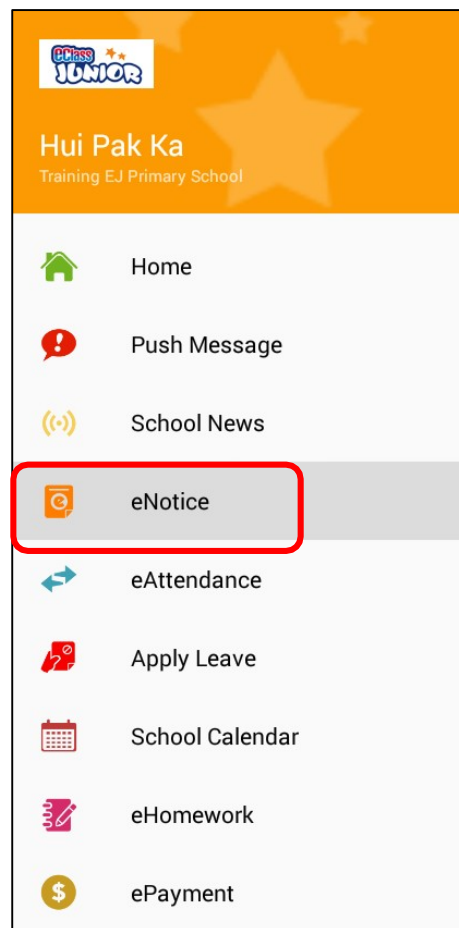 eClass
JUNIOR
Hui Pak Ka
Training EJ Primary School
Home
Push Message
School News
eNotice
eAttendance
Apply Leave
School Calendar
eHomework
$
ePayment